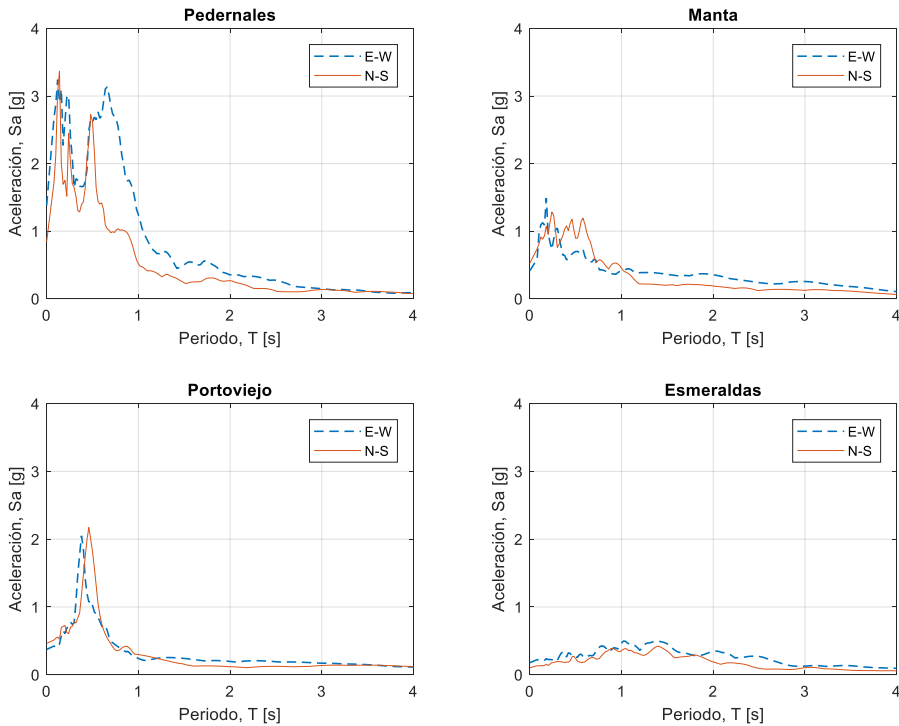 Pedernales
Aceleración, Sa [g]
4
3
2
1
0
E-W
N-S
0 1 2 3 4
Periodo, T [s]
Manta
Aceleración, Sa [g]
4
3
2
1
0
E-W
N-S
0 1 2 3 4
Periodo, T [s]
Portoviejo
Aceleración, Sa [g]
4
3
2
1
0
E-W
N-S
0 1 2 3 4
Periodo, T [s]
Esmeraldas
Aceleración, Sa [g]
4
3
2
1
0
E-W
N-S
0 1 2 3 4
Periodo, T [s]